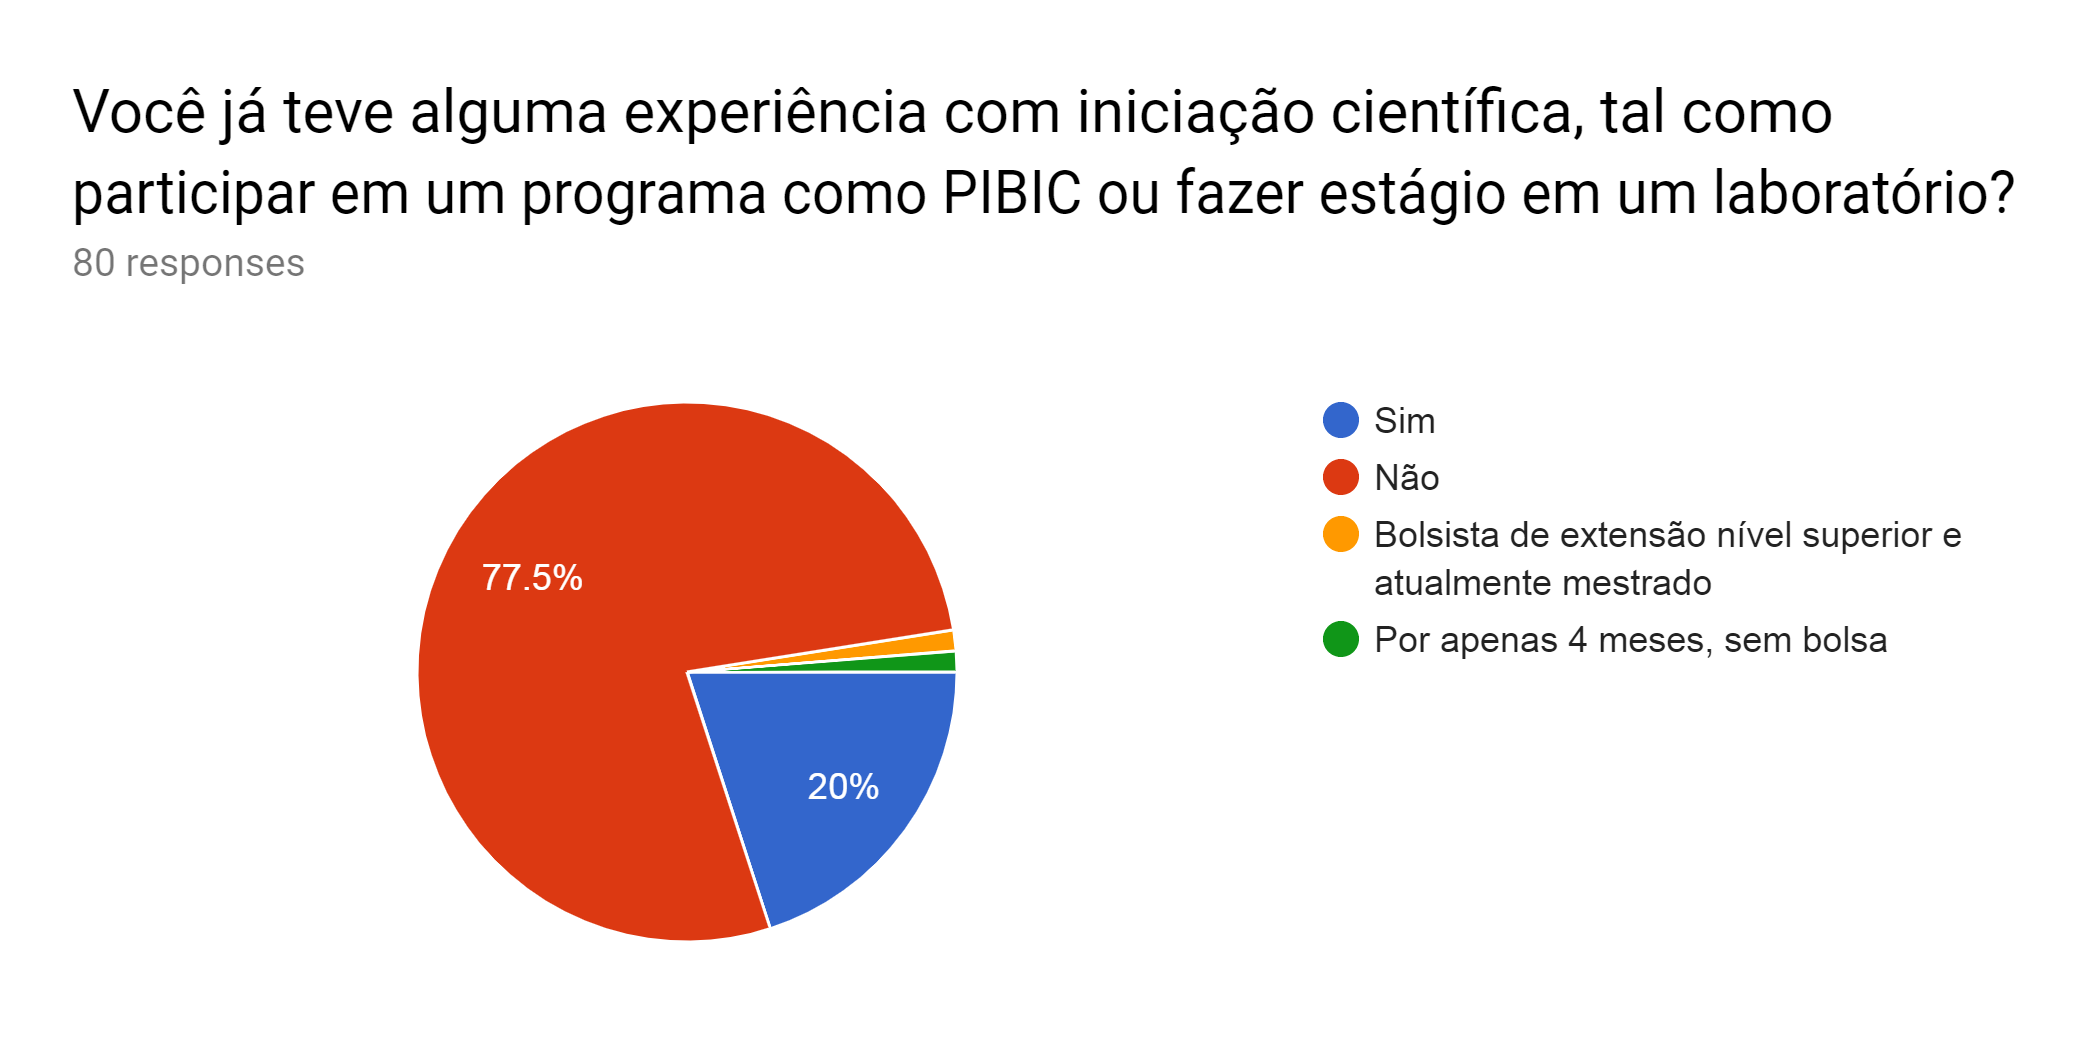 Você já teve alguma experiência com iniciação científica, tal como
participar em um programa como PIBIC ou fazer estágio em um laboratório?
80 responses
Sim
Não
Bolsista de extensão nível superior e
atualmente mestrado
Por apenas 4 meses, sem bolsa
77.5%
20%